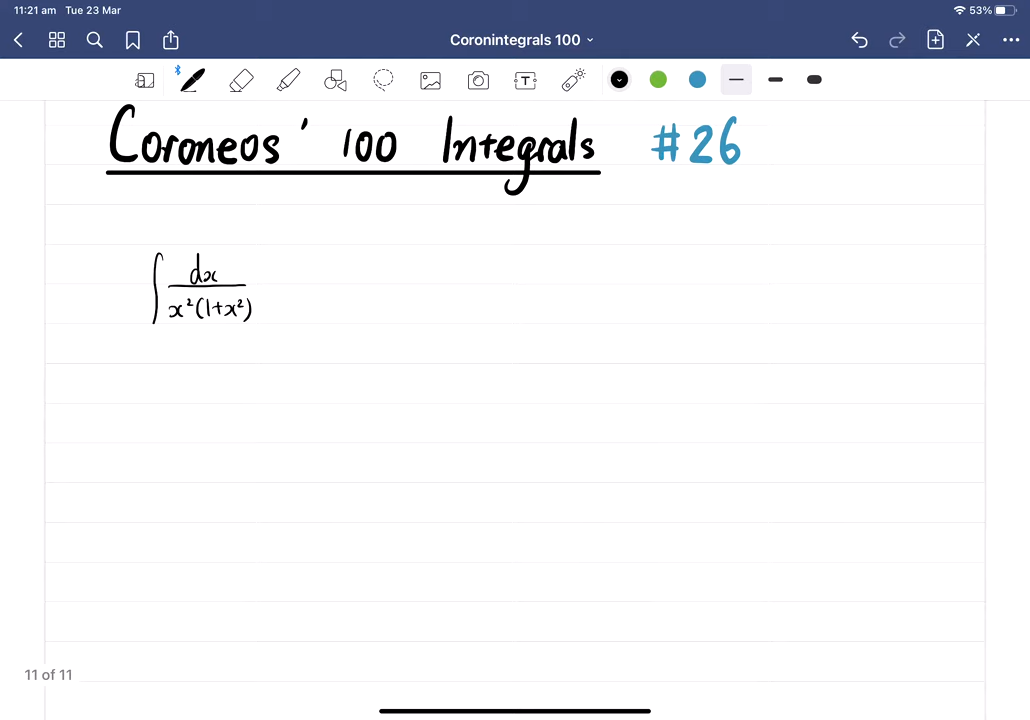 11:21 am Tue 23 Mar 53%
Coronintegrals 100
T
Coroneos' 100 Integrals #26
∫ dx
x²(1+x²)
11 of 11